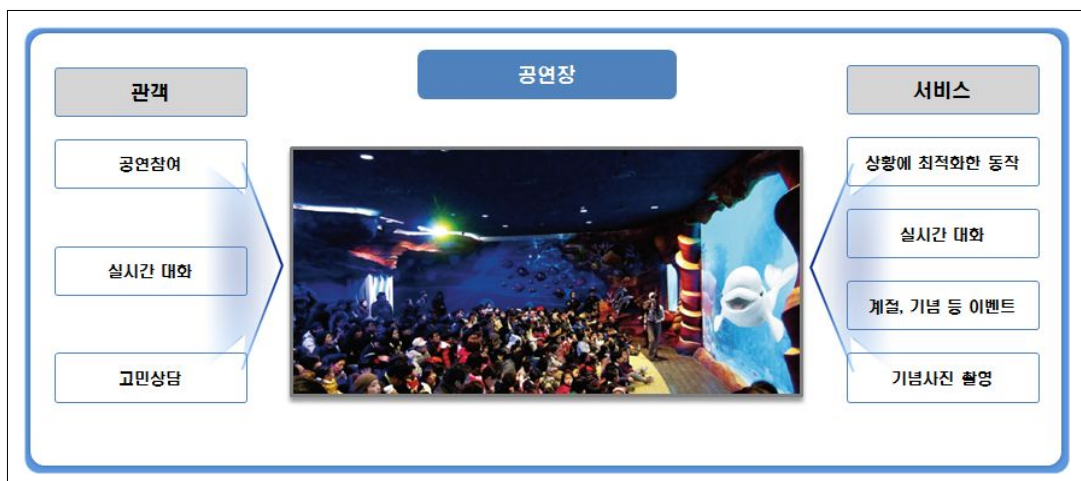 공연장
관객
공연참여
실시간 대화
고민상담
서비스
상황에 최적화한 동작
실시간 대화
계절, 기념 등 이벤트
기념사진 촬영